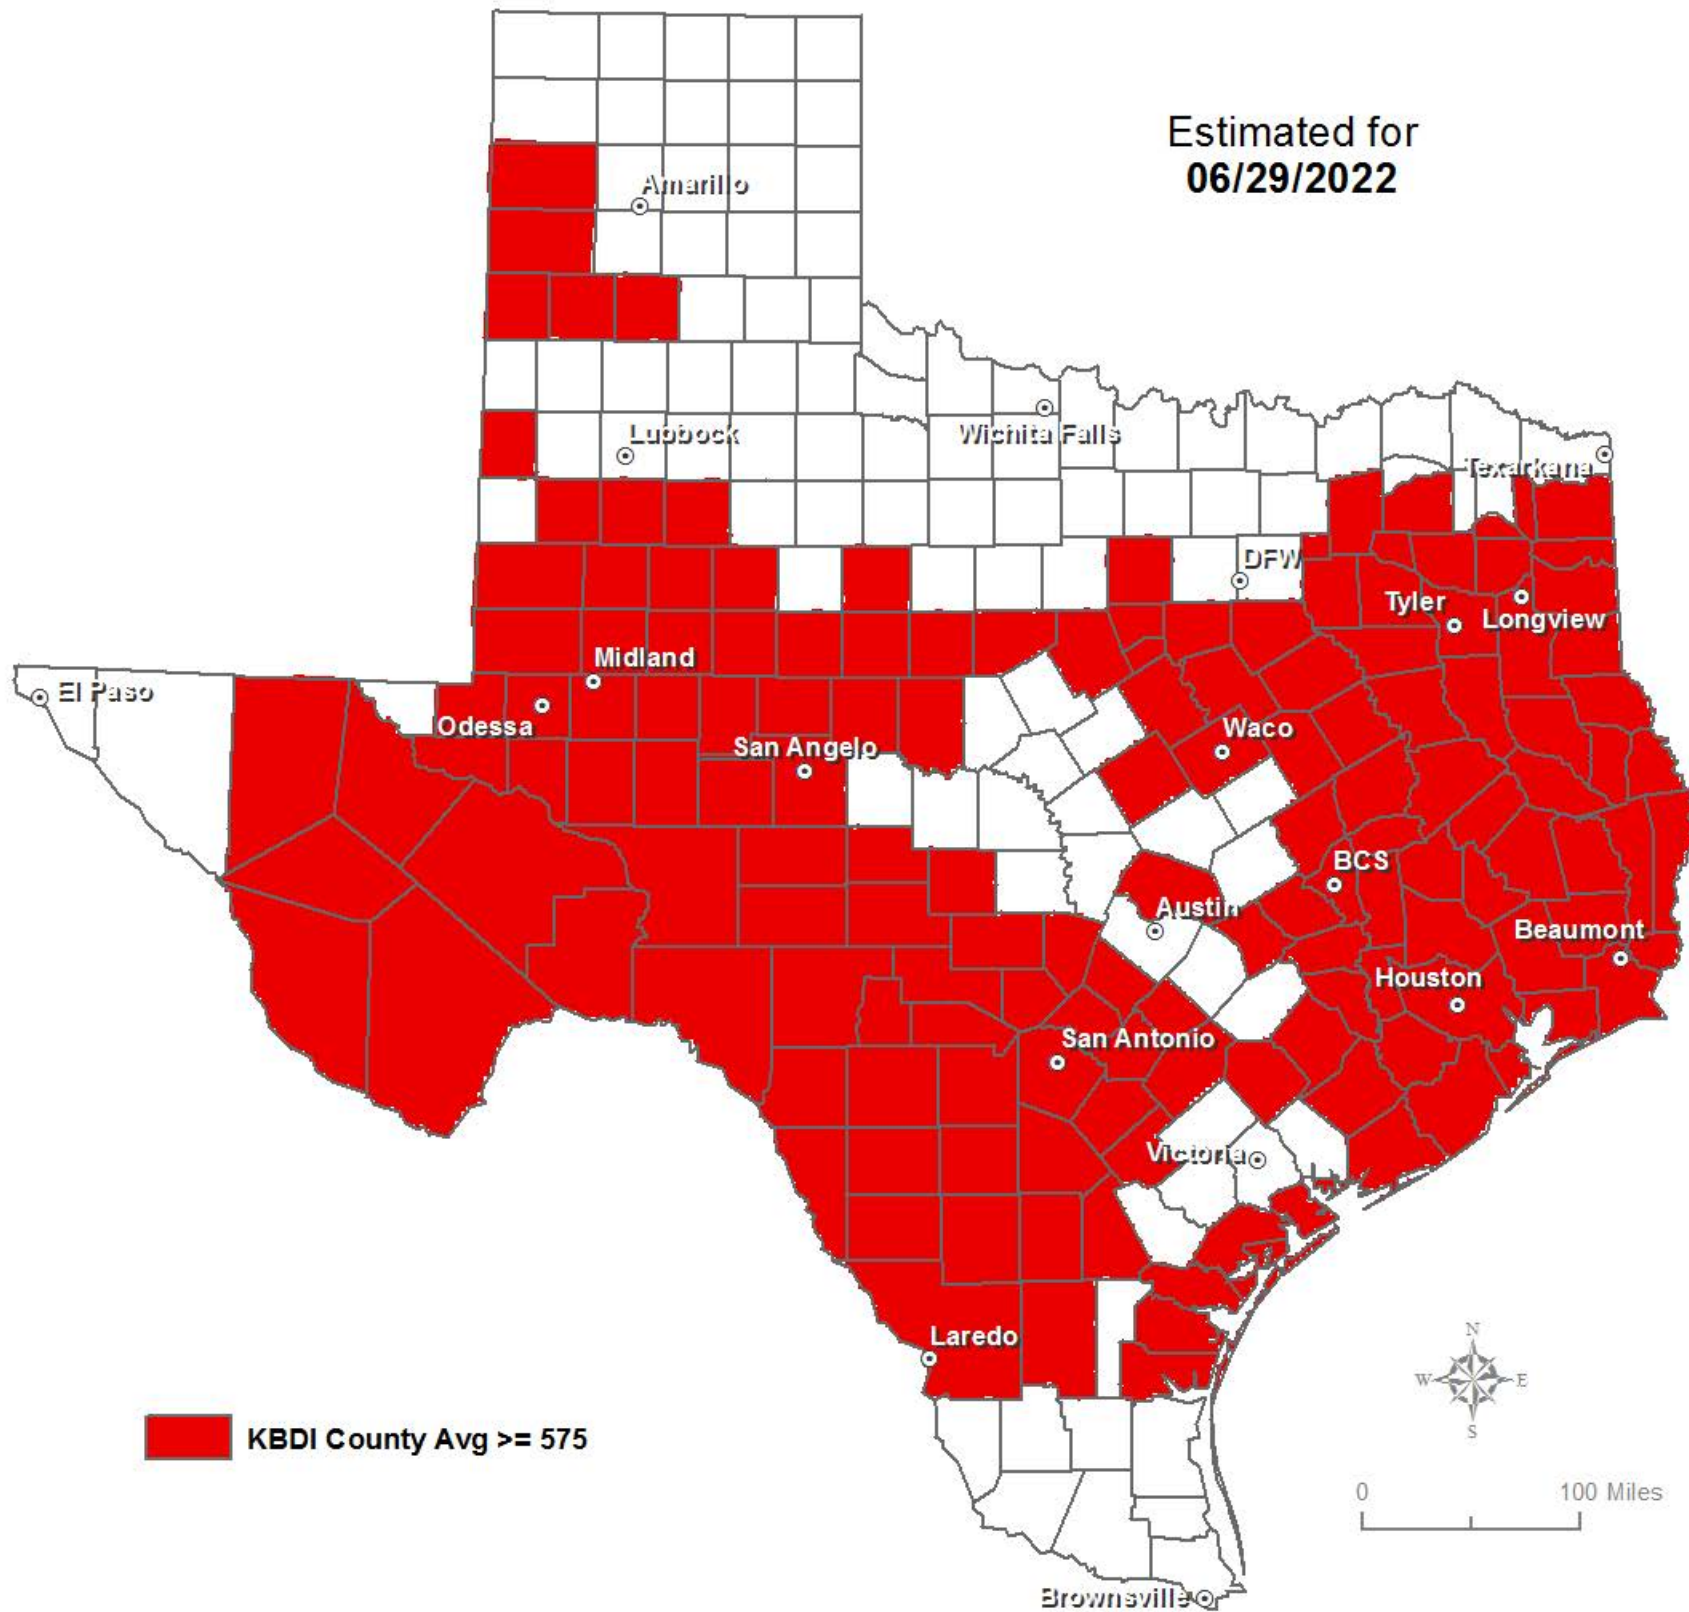 Estimated for
06/29/2022
Amarillo
Lubbock
Wichita Falls
Texarkana
DFW
Tyler
Longview
Midland
El Paso
Odessa
San Angelo
Waco
BCS
Austin
Beaumont
Houston
San Antonio
Victoria
Laredo
N
W
E
S
KBDI County Avg >= 575
0
100 Miles
Brownsville